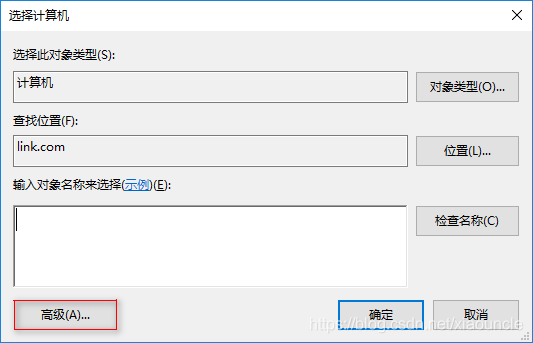 选择计算机
选择此对象类型(S):
计算机
对象类型(O)...
查找位置(F):
link.com
位置(L)...
输入对象名称来选择(示例)(E):
检查名称(C)
高级(A)...
确定
取消
https://blog.csdn.net/xiaouncle